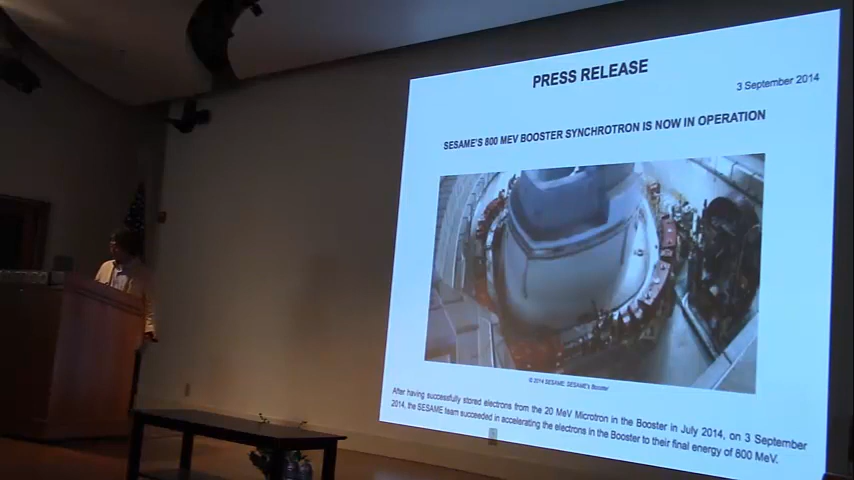 PRESS RELEASE
3 September 2014
SESAME'S 800 MEV BOOSTER SYNCHROTRON IS NOW IN OPERATION
© 2014 SESAME: SESAME's Booster
After having successfully stored electrons from the 20 MeV Microtron in the Booster in July 2014, on 3 September
2014, the SESAME team succeeded in accelerating the electrons in the Booster to their final energy of 800 MeV.